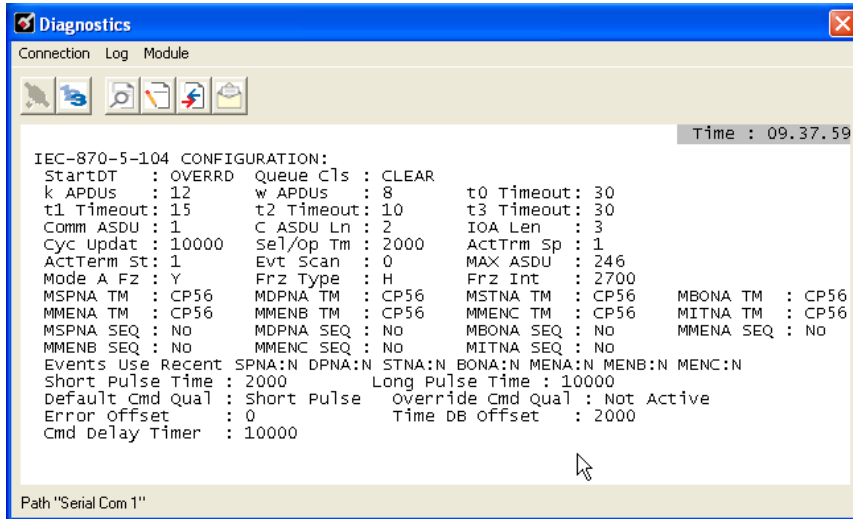 Diagnostics
Connection Log Module
Time : 09.37.59
IEC-870-5-104 CONFIGURATION:
StartDT : OVERRD Queue Cls : CLEAR
k APDUs : 12 w APDUs : 8 t0 Timeout: 30
t1 Timeout: 15 t2 Timeout: 10 t3 Timeout: 30
Comm ASDU : 1 C ASDU Ln : 2 IOA Len : 3
Cyc Updat : 10000 Sel/Op Tm : 2000 ActTrm Sp : 1
ActTerm St: 1 Evt Scan : 0 MAX ASDU : 246
Mode A Fz : Y Frz Type : H Frz Int : 2700
MSPNA TM : CP56 MDPNA TM : CP56 MSTNA TM : CP56 MBONA TM : CP56
MMENA TM : CP56 MMENB TM : CP56 MMENC TM : CP56 MITNA TM : CP56
MSPNA SEQ : No MDPNA SEQ : No MBONA SEQ : No MMENA SEQ : No
MMENB SEQ : No MMENC SEQ : No MITNA SEQ : No
Events Use Recent SPNA:N DPNA:N STNA:N BONA:N MENA:N MENB:N MENC:N
Short Pulse Time : 2000 Long Pulse Time : 10000
Default Cmd Qual : Short Pulse Override Cmd Qual : Not Active
Error Offset : 0 Time DB Offset : 2000
Cmd Delay Timer : 10000
Path "Serial Com 1"